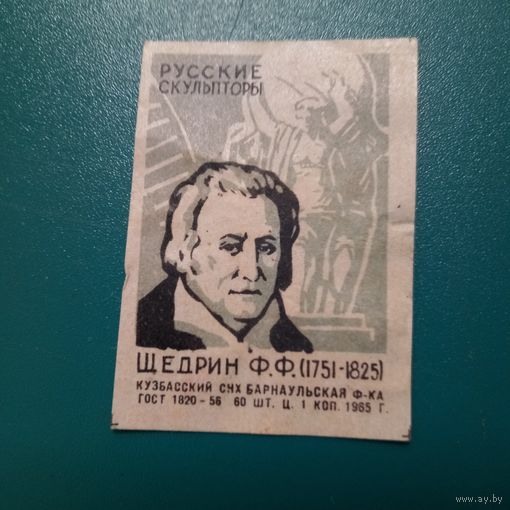 РУССКИЕ
СКУЛЬПТОРЫ
ЩЕДРИН Ф.Ф. (1751-1825)
КУЗБАССКИЙ СНХ БАРНАУЛЬСКАЯ Ф-КА
ГОСТ 1820-56 60 ШТ. Ц. 1 КОП. 1965 Г.
www.ay.by